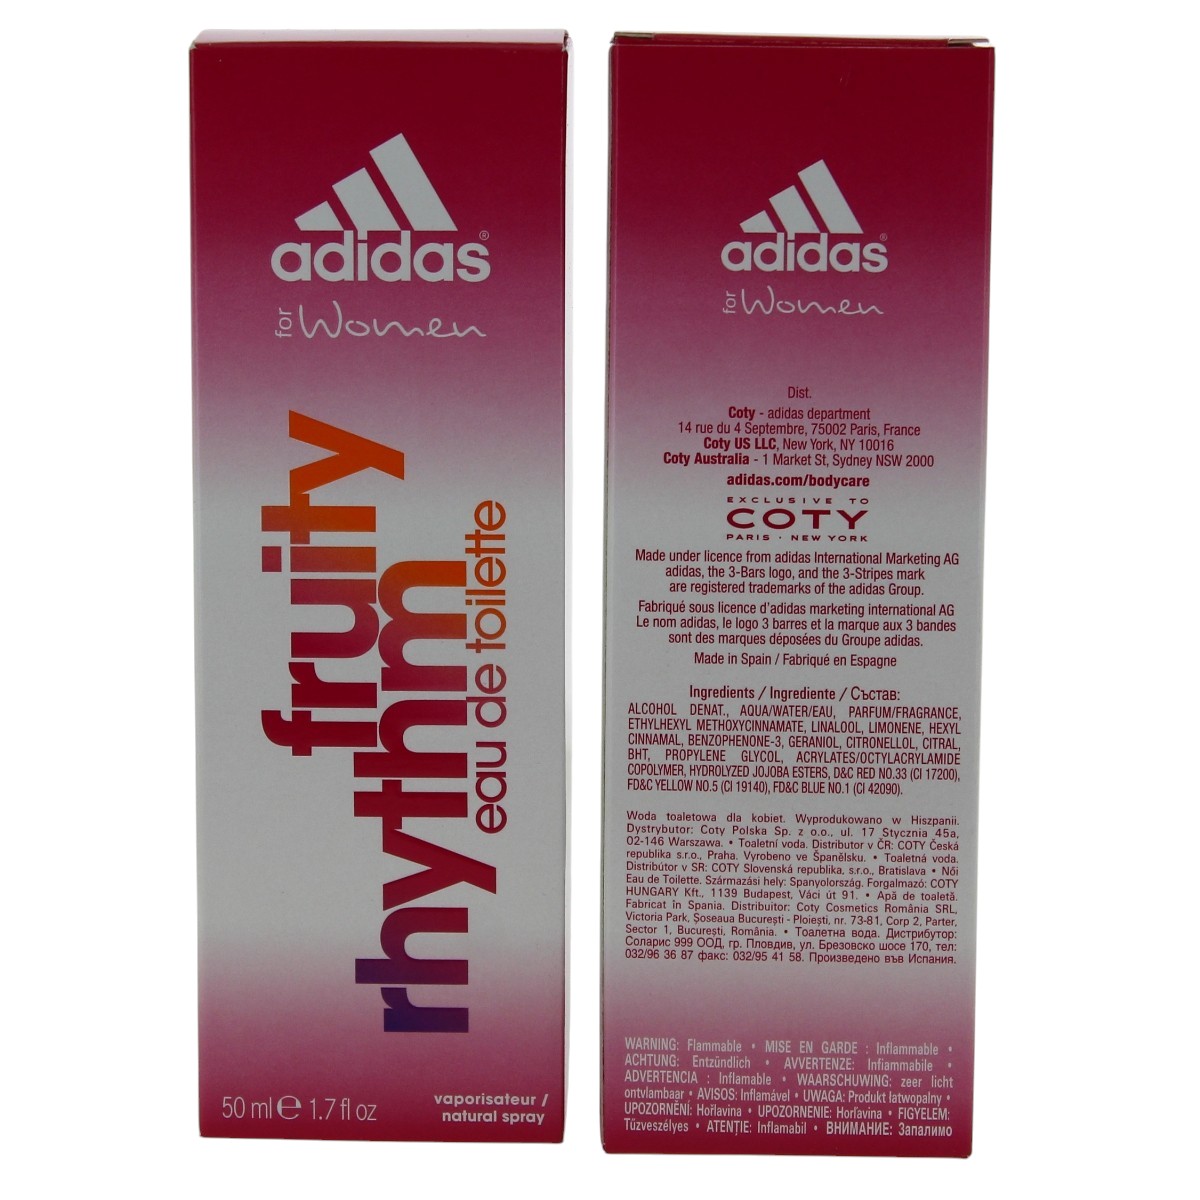 adidas®
for Women
fruity
rhythm
eau de toilette
50 ml ℮ 1.7 fl oz
vaporisateur /
natural spray
adidas®
for Women
Dist.
Coty - adidas department
14 rue du 4 Septembre, 75002 Paris, France
Coty US LLC, New York, NY 10016
Coty Australia - 1 Market St, Sydney NSW 2000
adidas.com/bodycare
EXCLUSIVE TO
COTY
PARIS · NEW YORK
Made under licence from adidas International Marketing AG
adidas, the 3-Bars logo, and the 3-Stripes mark
are registered trademarks of the adidas Group.
Fabriqué sous licence d'adidas marketing international AG
Le nom adidas, le logo 3 barres et la marque aux 3 bandes
sont des marques déposées du Groupe adidas.
Made in Spain / Fabriqué en Espagne
Ingredients / Ingrediente / Състав:
ALCOHOL DENAT., AQUA/WATER/EAU, PARFUM/FRAGRANCE,
ETHYLHEXYL METHOXYCINNAMATE, LINALOOL, LIMONENE, HEXYL
CINNAMAL, BENZOPHENONE-3, GERANIOL, CITRONELLOL, CITRAL,
BHT, PROPYLENE GLYCOL, ACRYLATES/OCTYLACRYLAMIDE
COPOLYMER, HYDROLYZED JOJOBA ESTERS, D&C RED NO.33 (CI 17200),
FD&C YELLOW NO.5 (CI 19140), FD&C BLUE NO.1 (CI 42090).
Woda toaletowa dla kobiet. Wyprodukowano w Hiszpanii.
Dystrybutor: Coty Polska Sp. z o.o., ul. 17 Stycznia 45a,
02-146 Warszawa. • Toaletní voda. Distributor v ČR: COTY Česká
republika s.r.o., Praha. Vyrobeno ve Španělsku. • Toaletná voda.
Distribútor v SR: COTY Slovenská republika, s.r.o., Bratislava • Női
Eau de Toilette. Származási hely: Spanyolország. Forgalmazó: COTY
HUNGARY Kft., 1139 Budapest, Váci út 91. • Apă de toaletă.
Fabricat în Spania. Distribuitor: Coty Cosmetics România SRL,
Victoria Park, Şoseaua Bucureşti - Ploieşti, nr. 73-81, Corp 2, Parter,
Sector 1, Bucureşti, România. • Тоалетна вода. Дистрибутор:
Соларис 999 ООД, гр. Пловдив, ул. Брезовско шосе 170, тел:
032/96 36 87 факс: 032/95 41 58. Произведено във Испания.
WARNING: Flammable • MISE EN GARDE : Inflammable •
ACHTUNG: Entzündlich • AVVERTENZE: Infiammabile •
ADVERTENCIA : Inflamable • WAARSCHUWING: zeer licht
ontvlambaar • AVISOS: Inflamável • UWAGA: Produkt łatwopalny •
UPOZORNĚNÍ: Hořlavina • UPOZORNENIE: Horľavina • FIGYELEM:
Tűzveszélyes • ATENŢIE: Inflamabil • ВНИМАНИЕ: Запалимо